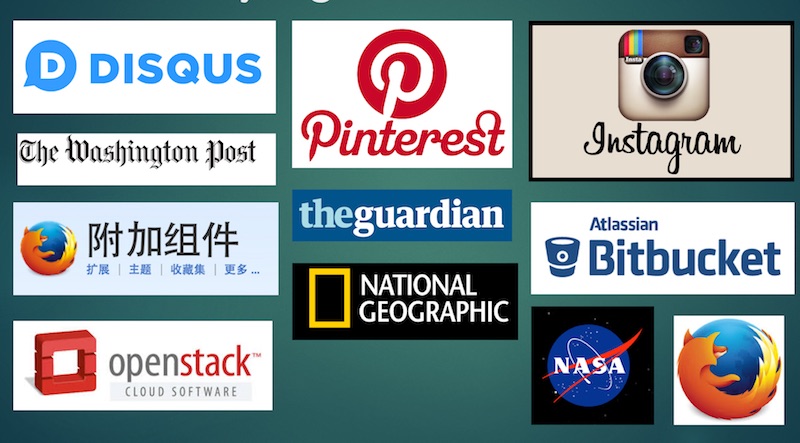 DISQUS
The Washington Post
附加组件
扩展 | 主题 | 收藏集 | 更多 ...
openstack™
CLOUD SOFTWARE
Pinterest
theguardian
NATIONAL
GEOGRAPHIC
Insta
Instagram
Atlassian
Bitbucket
NASA